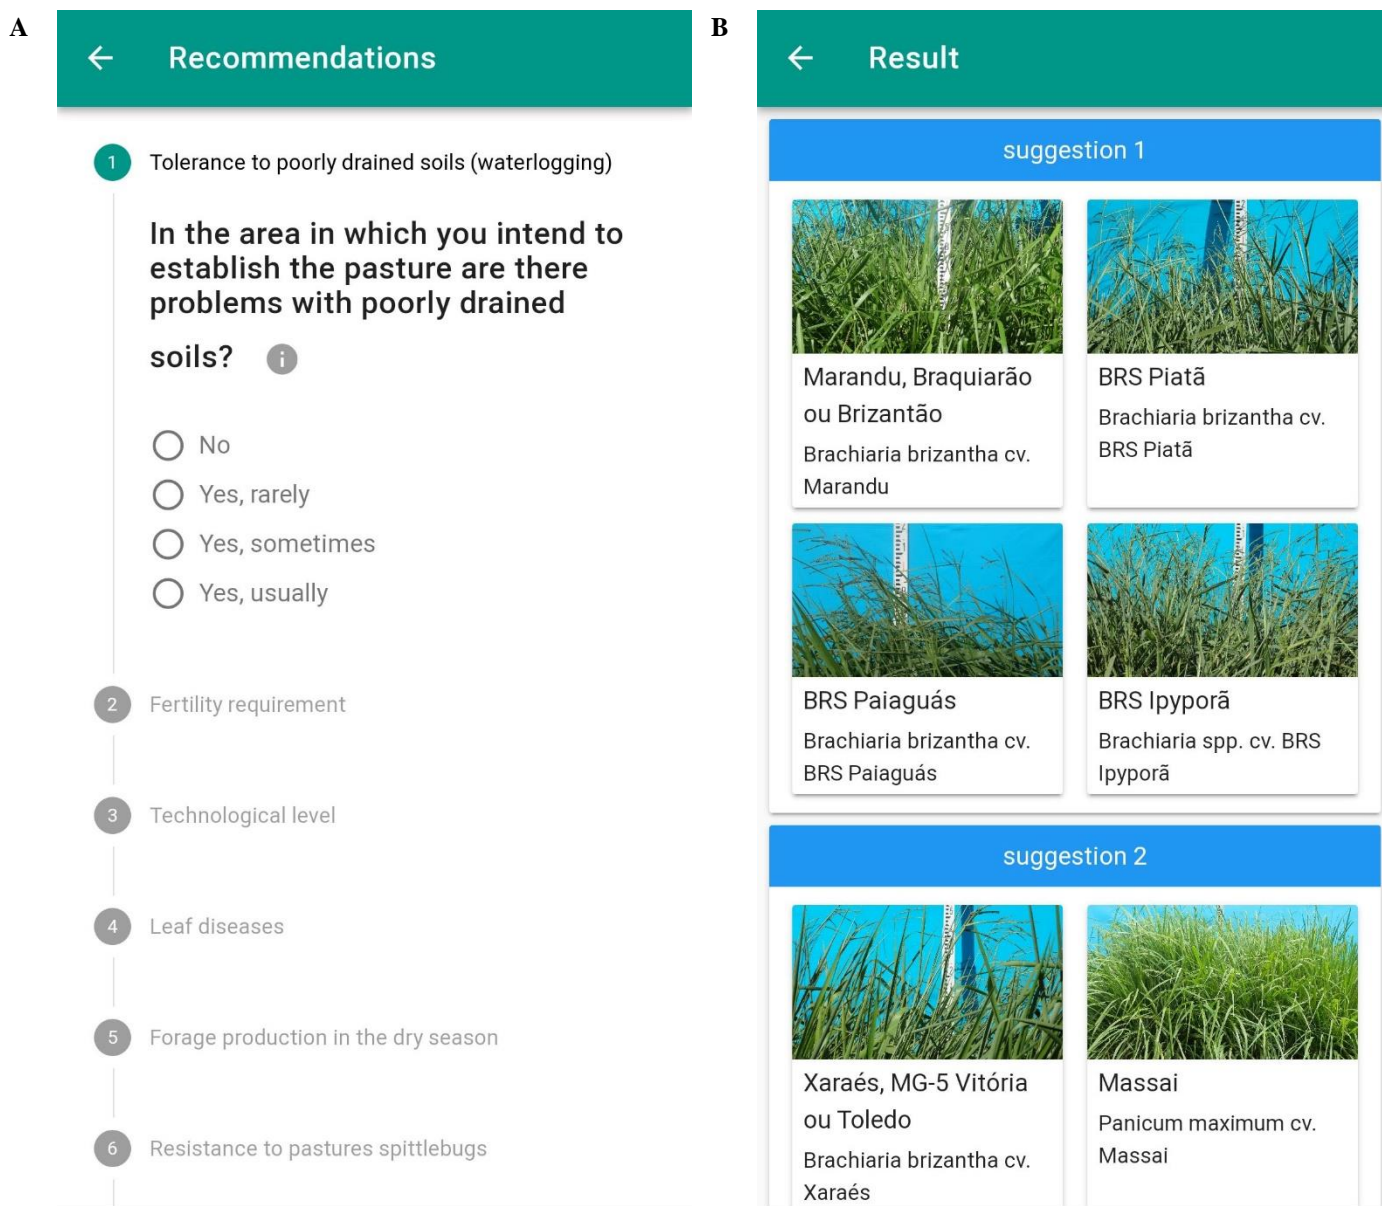 A
Recommendations
1 Tolerance to poorly drained soils (waterlogging)
In the area in which you intend to
establish the pasture are there
problems with poorly drained
soils? i
No
Yes, rarely
Yes, sometimes
Yes, usually
2 Fertility requirement
3 Technological level
4 Leaf diseases
5 Forage production in the dry season
6 Resistance to pastures spittlebugs
B
Result
suggestion 1
Marandu, Braquiarão
ou Brizantão
Brachiaria brizantha cv.
Marandu
BRS Piatã
Brachiaria brizantha cv.
BRS Piatã
BRS Paiaguás
Brachiaria brizantha cv.
BRS Paiaguás
BRS Ipyporã
Brachiaria spp. cv. BRS
Ipyporã
suggestion 2
Xaraés, MG-5 Vitória
ou Toledo
Brachiaria brizantha cv.
Xaraés
Massai
Panicum maximum cv.
Massai